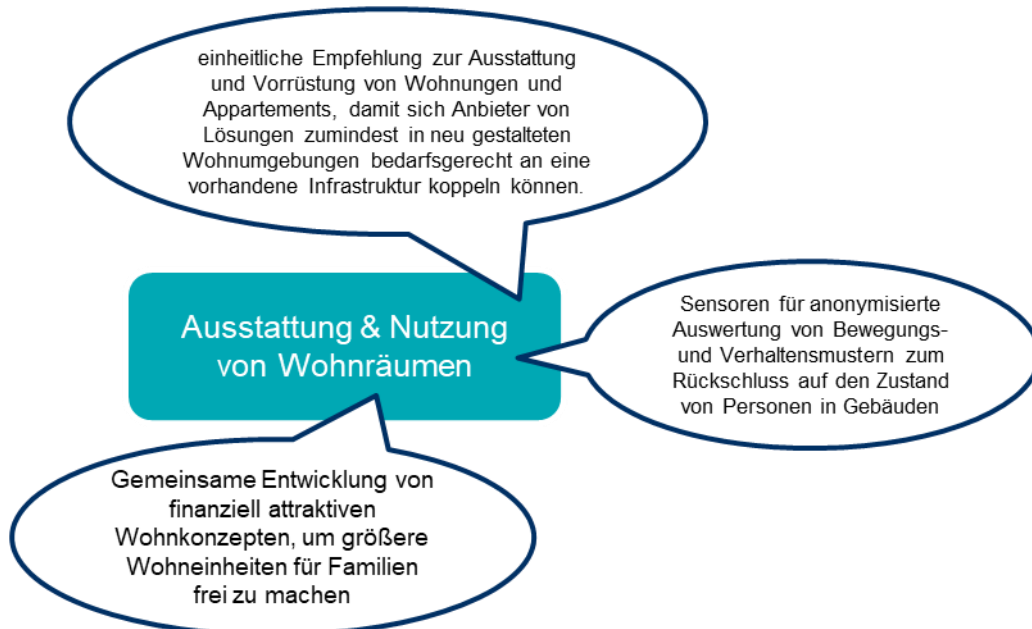 einheitliche Empfehlung zur Ausstattung
und Vorrüstung von Wohnungen und
Appartements, damit sich Anbieter von
Lösungen zumindest in neu gestalteten
Wohnumgebungen bedarfsgerecht an eine
vorhandene Infrastruktur koppeln können.
Ausstattung & Nutzung
von Wohnräumen
Sensoren für anonymisierte
Auswertung von Bewegungs-
und Verhaltensmustern zum
Rückschluss auf den Zustand
von Personen in Gebäuden
Gemeinsame Entwicklung von
finanziell attraktiven
Wohnkonzepten, um größere
Wohneinheiten für Familien
frei zu machen